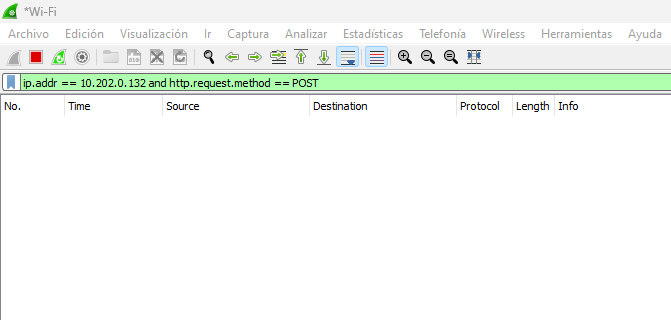 *Wi-Fi
Archivo Edición Visualización Ir Captura Analizar Estadísticas Telefonía Wireless Herramientas Ayuda
ip.addr == 10.202.0.132 and http.request.method == POST
No. Time Source Destination Protocol Length Info